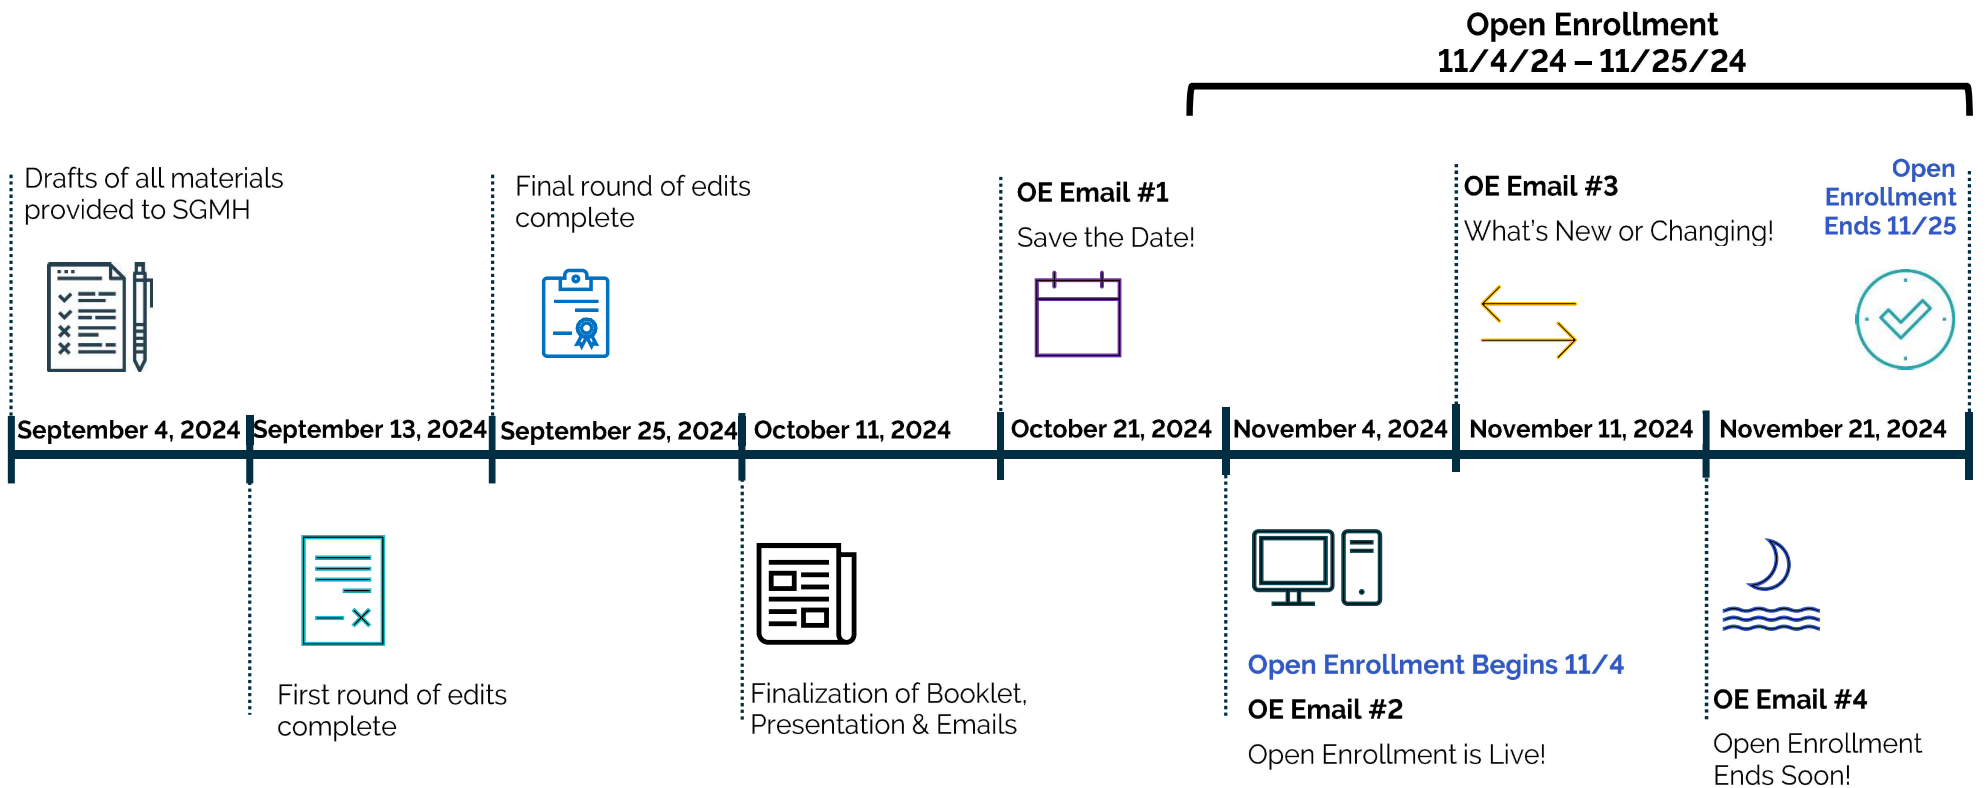 Open Enrollment
11/4/24 – 11/25/24
Drafts of all materials
provided to SGMH
Final round of edits
complete
OE Email #1
Save the Date!
OE Email #3
What's New or Changing!
Open
Enrollment
Ends 11/25
September 4, 2024
September 13, 2024
September 25, 2024
October 11, 2024
October 21, 2024
November 4, 2024
November 11, 2024
November 21, 2024
First round of edits
complete
Finalization of Booklet,
Presentation & Emails
Open Enrollment Begins 11/4
OE Email #2
Open Enrollment is Live!
OE Email #4
Open Enrollment
Ends Soon!